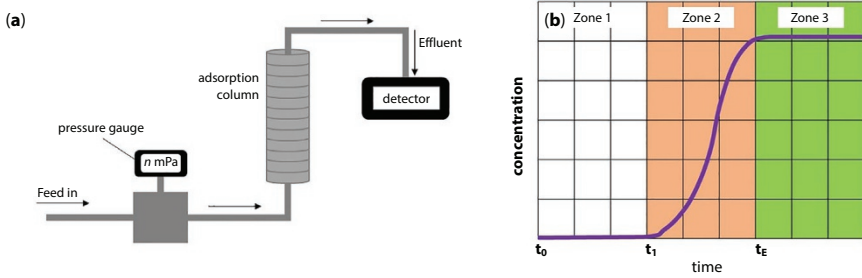 (a)
Effluent
adsorption
column
detector
pressure gauge
n mPa
Feed in
(b)
Zone 1 Zone 2 Zone 3
concentration
t0 t1 tE
time